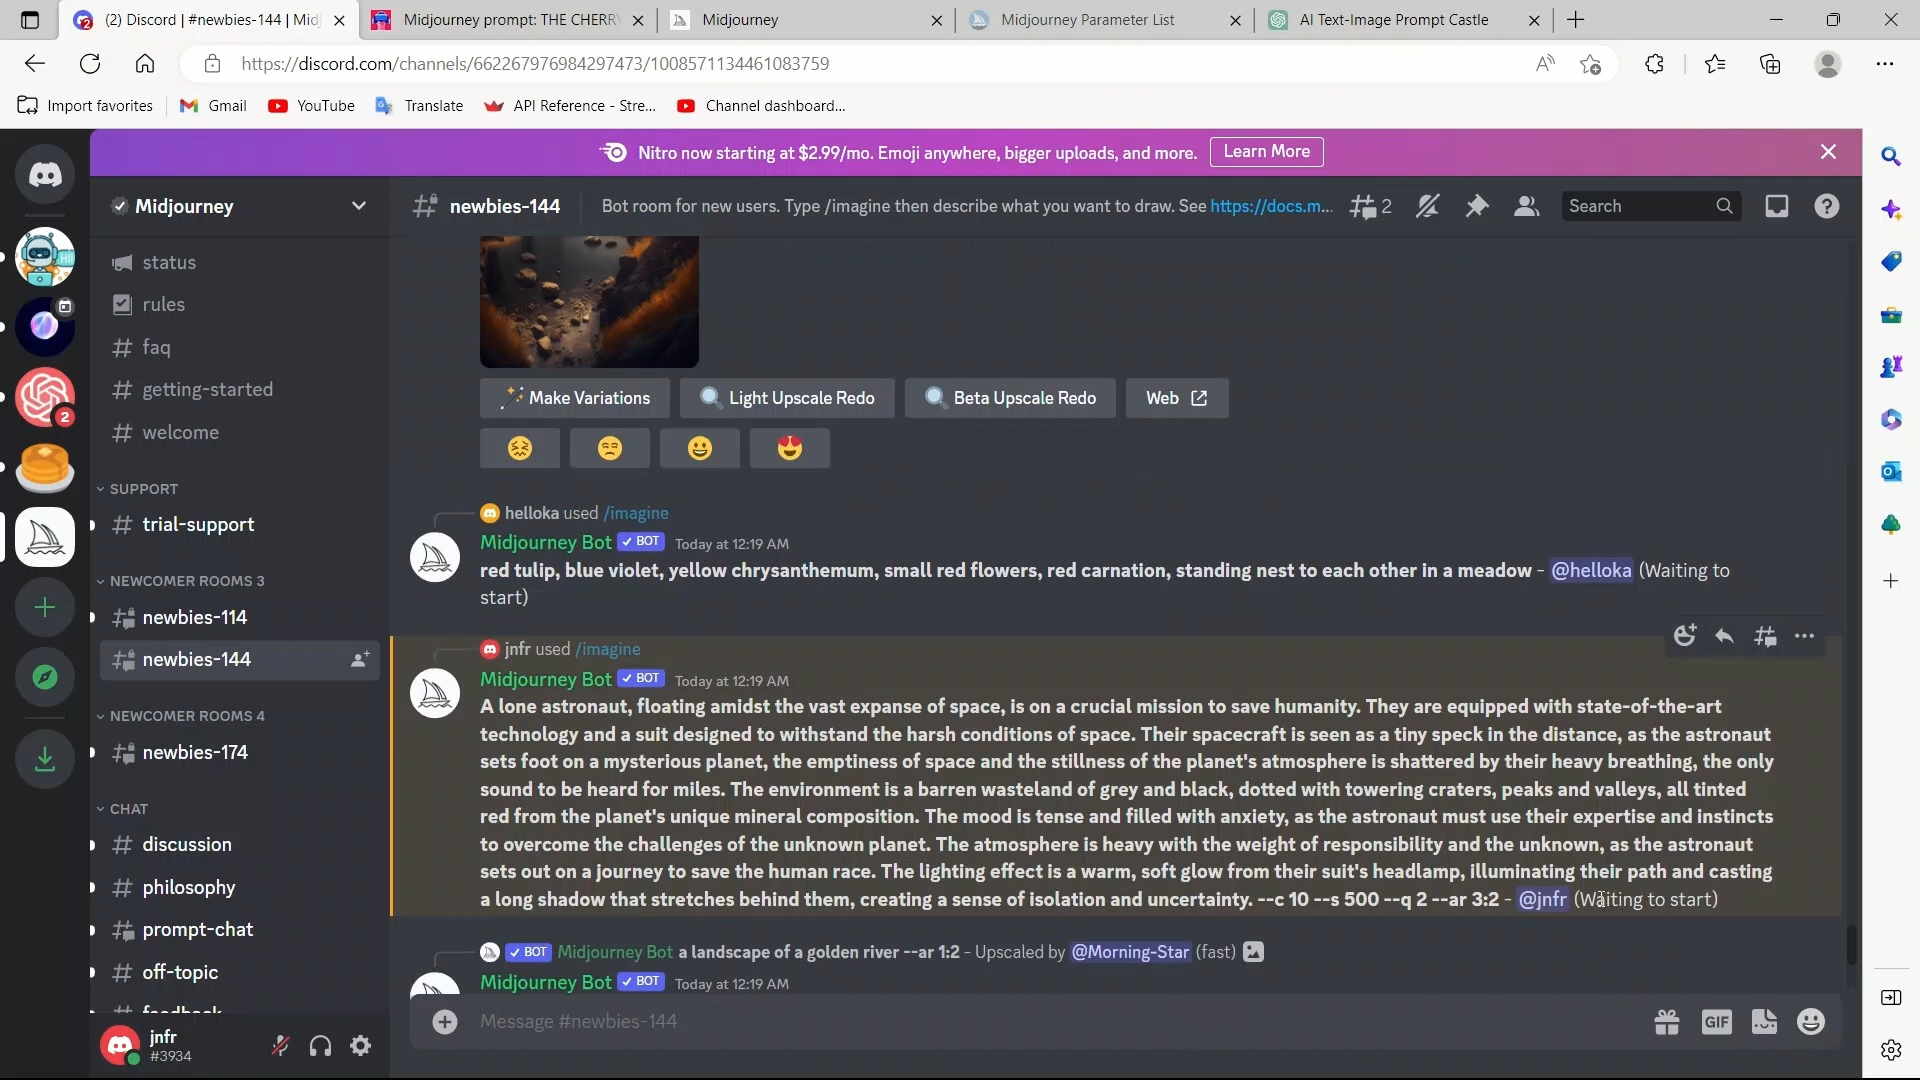 (2) Discord | #newbies-144 | Mid
Midjourney prompt: THE CHERRY
Midjourney
Midjourney Parameter List
AI Text-Image Prompt Castle
https://discord.com/channels/662267976984297473/1008571134461083759
Import favorites
Gmail
YouTube
Translate
API Reference - Stre...
Channel dashboard...
Nitro now starting at $2.99/mo. Emoji anywhere, bigger uploads, and more.
Learn More
Midjourney
newbies-144
Bot room for new users. Type /imagine then describe what you want to draw. See https://docs.m...
2
Search
status
rules
faq
getting-started
welcome
SUPPORT
trial-support
NEWCOMER ROOMS 3
newbies-114
newbies-144
NEWCOMER ROOMS 4
newbies-174
CHAT
discussion
philosophy
prompt-chat
off-topic
feedback
2
jnfr
#3934
Make Variations
Light Upscale Redo
Beta Upscale Redo
Web
helloka used /imagine
Midjourney Bot ✓ BOT Today at 12:19 AM
red tulip, blue violet, yellow chrysanthemum, small red flowers, red carnation, standing nest to each other in a meadow - @helloka (Waiting to
start)
jnfr used /imagine
Midjourney Bot ✓ BOT Today at 12:19 AM
A lone astronaut, floating amidst the vast expanse of space, is on a crucial mission to save humanity. They are equipped with state-of-the-art
technology and a suit designed to withstand the harsh conditions of space. Their spacecraft is seen as a tiny speck in the distance, as the astronaut
sets foot on a mysterious planet, the emptiness of space and the stillness of the planet's atmosphere is shattered by their heavy breathing, the only
sound to be heard for miles. The environment is a barren wasteland of grey and black, dotted with towering craters, peaks and valleys, all tinted
red from the planet's unique mineral composition. The mood is tense and filled with anxiety, as the astronaut must use their expertise and instincts
to overcome the challenges of the unknown planet. The atmosphere is heavy with the weight of responsibility and the unknown, as the astronaut
sets out on a journey to save the human race. The lighting effect is a warm, soft glow from their suit's headlamp, illuminating their path and casting
a long shadow that stretches behind them, creating a sense of isolation and uncertainty. --c 10 --s 500 --q 2 --ar 3:2 - @jnfr (Waiting to start)
✓ BOT Midjourney Bot a landscape of a golden river --ar 1:2 - Upscaled by @Morning-Star (fast)
Midjourney Bot ✓ BOT Today at 12:19 AM
Message #newbies-144
GIF